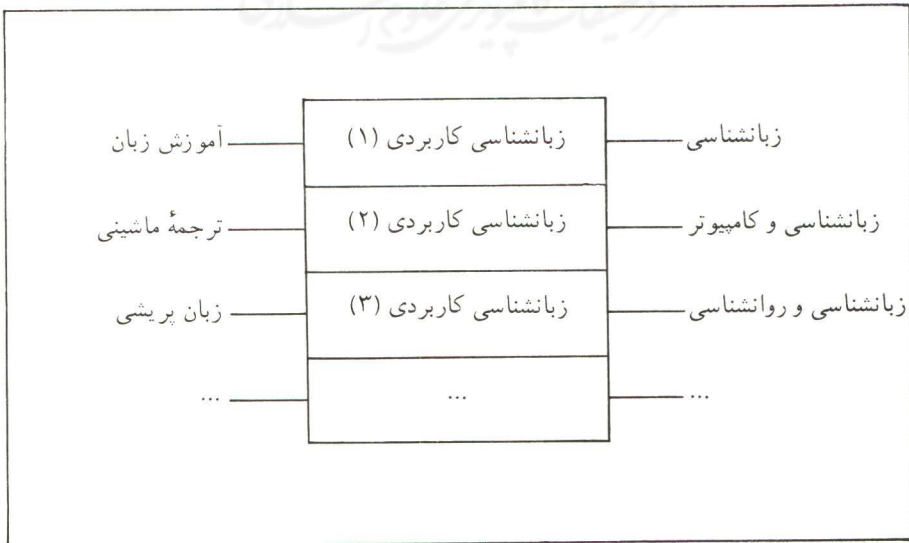 زبانشناسی زبانشناسی کاربردی (۱) آموزش زبان
زبانشناسی و کامپیوتر زبانشناسی کاربردی (۲) ترجمهٔ ماشینی
زبانشناسی و روانشناسی زبانشناسی کاربردی (۳) زبان پریشی
... ... ...